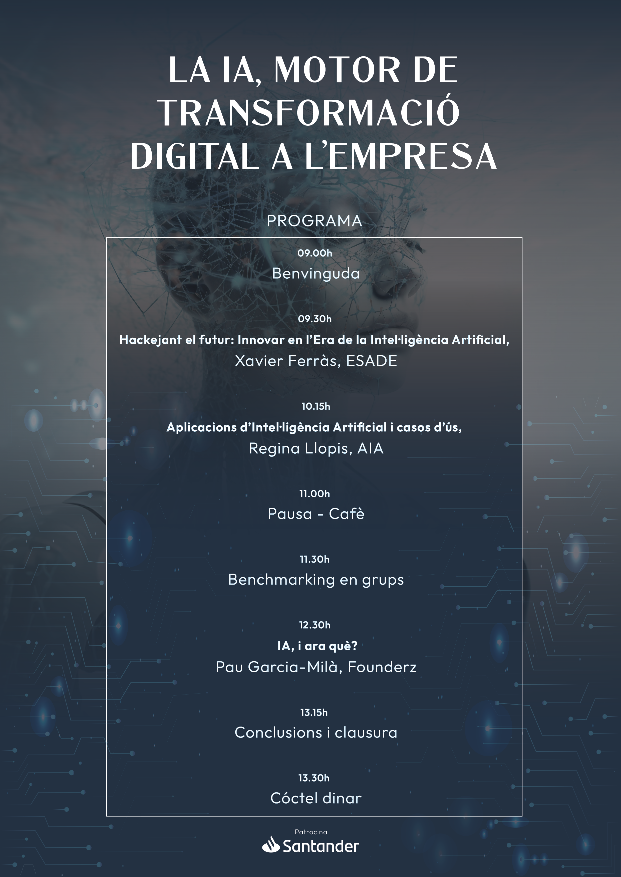 LA IA, MOTOR DE
TRANSFORMACIÓ
DIGITAL A L'EMPRESA
PROGRAMA
09.00h
Benvinguda
09.30h
Hackejant el futur: Innovar en l'Era de la Intel·ligència Artificial,
Xavier Ferràs, ESADE
10.15h
Aplicacions d'Intel·ligència Artificial i casos d'ús,
Regina Llopis, AIA
11.00h
Pausa - Cafè
11.30h
Benchmarking en grups
12.30h
IA, i ara què?
Pau Garcia-Milà, Founderz
13.15h
Conclusions i clausura
13.30h
Cóctel dinar
Patrocina
Santander